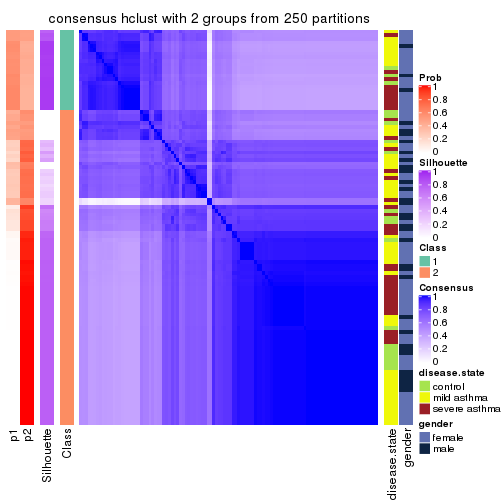 consensus hclust with 2 groups from 250 partitions
Prob
1
0.8
0.6
0.4
0.2
0
Silhouette
1
0.8
0.6
0.4
0.2
0
Class
1
2
Consensus
1
0.8
0.6
0.4
0.2
0
disease.state
control
mild asthma
severe asthma
gender
female
male
p1
p2
Silhouette
Class
disease.state
gender